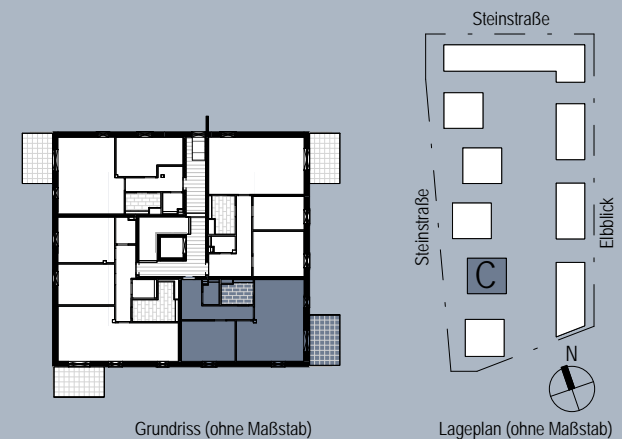 Steinstraße
Steinstraße
Elbblick
C
N
Grundriss (ohne Maßstab)
Lageplan (ohne Maßstab)